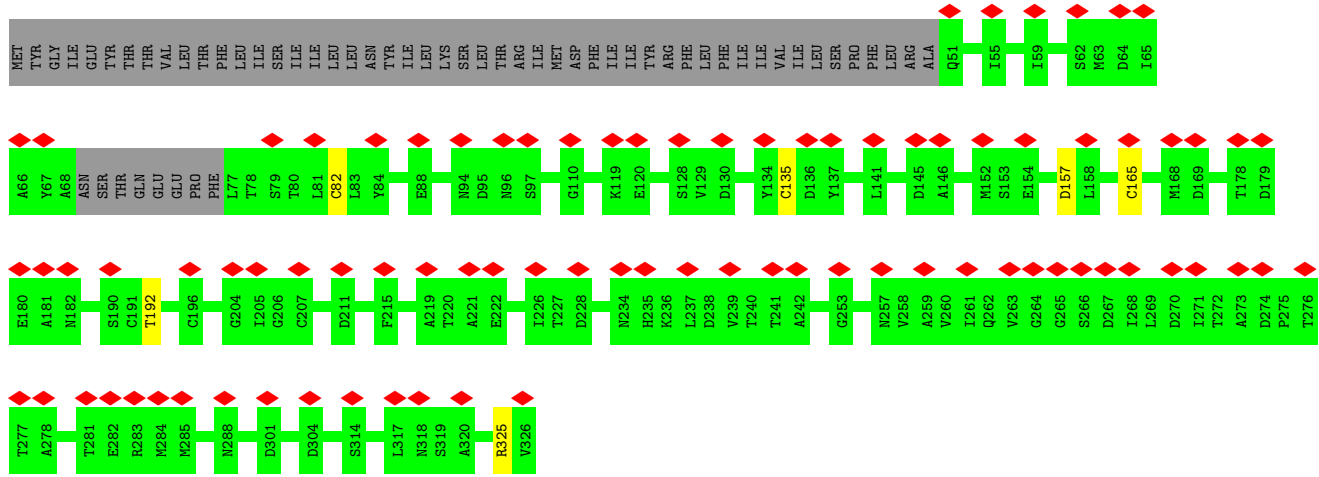 MET TYR GLY ILE GLU TYR THR THR VAL LEU THR PHE LEU ILE SER ILE ILE LEU LEU ASN TYR ILE LEU LYS SER LEU THR ARG ILE MET ASP PHE ILE ILE TYR ARG PHE LEU PHE ILE ILE VAL ILE LEU SER PRO PHE LEU ARG ALA Q51 I55 I59 S62 M63 D64 I65
A66 Y67 A68 ASN SER THR GLN GLU GLU PRO PHE L77 T78 S79 T80 L81 C82 L83 Y84 E88 N94 D95 N96 S97 G110 K119 E120 S128 V129 D130 Y134 C135 D136 Y137 L141 D145 A146 M152 S153 E154 D157 L158 C165 M168 D169 T178 D179
E180 A181 N182 S190 C191 T192 C196 G204 I205 G206 C207 D211 F215 A219 T220 A221 E222 I226 T227 D228 N234 H235 K236 L237 D238 V239 T240 T241 A242 G253 N257 V258 A259 V260 I261 Q262 V263 G264 G265 S266 D267 I268 L269 D270 I271 T272 A273 D274 P275 T276
T277 A278 T281 E282 R283 M284 M285 N288 D301 D304 S314 L317 N318 S319 A320 R325 V326